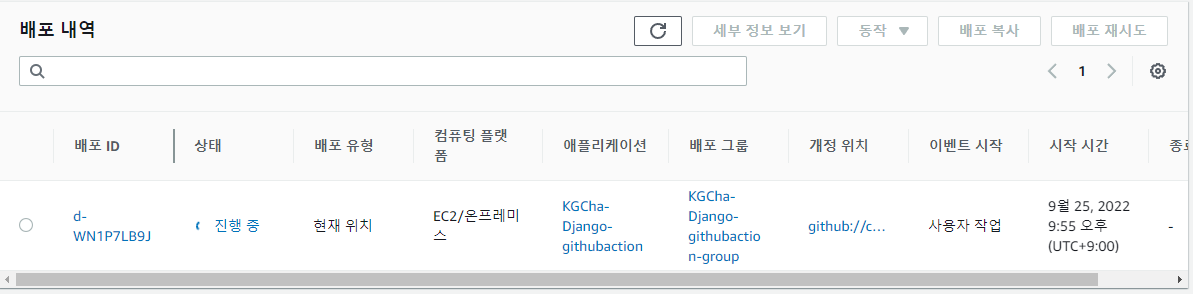 배포 내역
세부 정보 보기
동작
배포 복사
배포 재시도
1
배포 ID
상태
배포 유형
컴퓨팅 플랫
폼
애플리케이션
배포 그룹
개정 위치
이벤트 시작
시작 시간
종료
d-
WN1P7LB9J
진행 중
현재 위치
EC2/온프레미
스
KGCha-
Django-
githubaction
KGCha-
Django-
githubactio
n-group
github://c...
사용자 작업
9월 25, 2022
9:55 오후
(UTC+9:00)
-